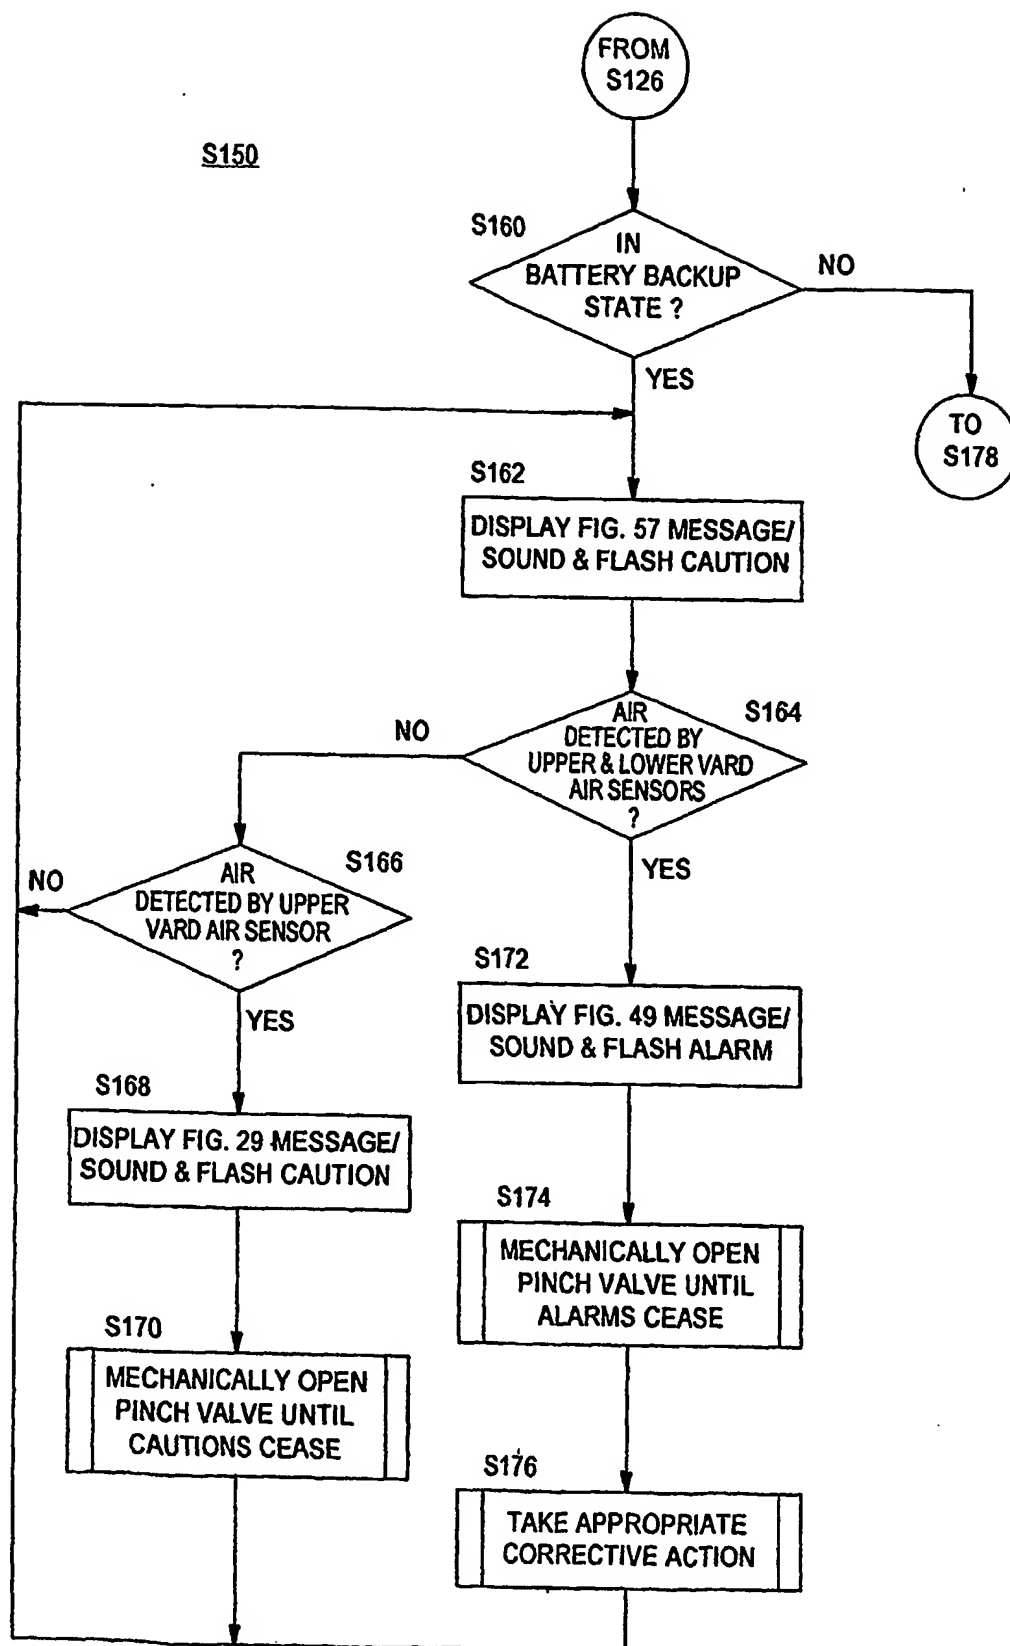 FROM
S126
S150
S160
IN
BATTERY BACKUP
STATE ?
NO
YES
TO
S178
S162
DISPLAY FIG. 57 MESSAGE/
SOUND & FLASH CAUTION
S164
AIR
DETECTED BY
UPPER & LOWER VARD
AIR SENSORS
?
NO
YES
S166
AIR
DETECTED BY UPPER
VARD AIR SENSOR
?
NO
YES
S172
DISPLAY FIG. 49 MESSAGE/
SOUND & FLASH ALARM
S168
DISPLAY FIG. 29 MESSAGE/
SOUND & FLASH CAUTION
S174
MECHANICALLY OPEN
PINCH VALVE UNTIL
ALARMS CEASE
S170
MECHANICALLY OPEN
PINCH VALVE UNTIL
CAUTIONS CEASE
S176
TAKE APPROPRIATE
CORRECTIVE ACTION